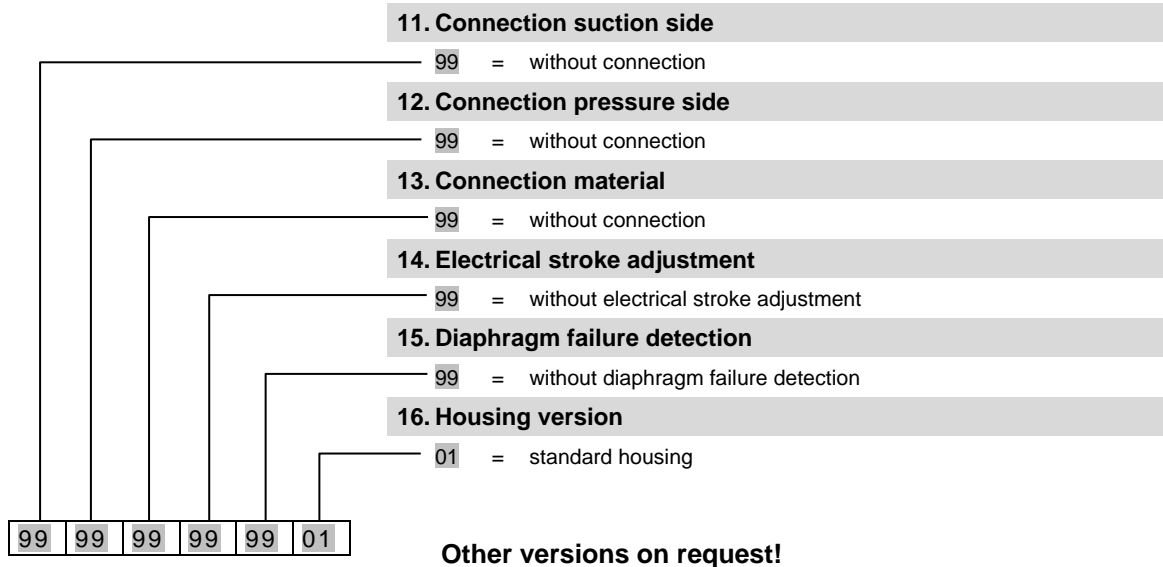 11. Connection suction side
99 = without connection
12. Connection pressure side
99 = without connection
13. Connection material
99 = without connection
14. Electrical stroke adjustment
99 = without electrical stroke adjustment
15. Diaphragm failure detection
99 = without diaphragm failure detection
16. Housing version
01 = standard housing
99 99 99 99 99 01
Other versions on request!